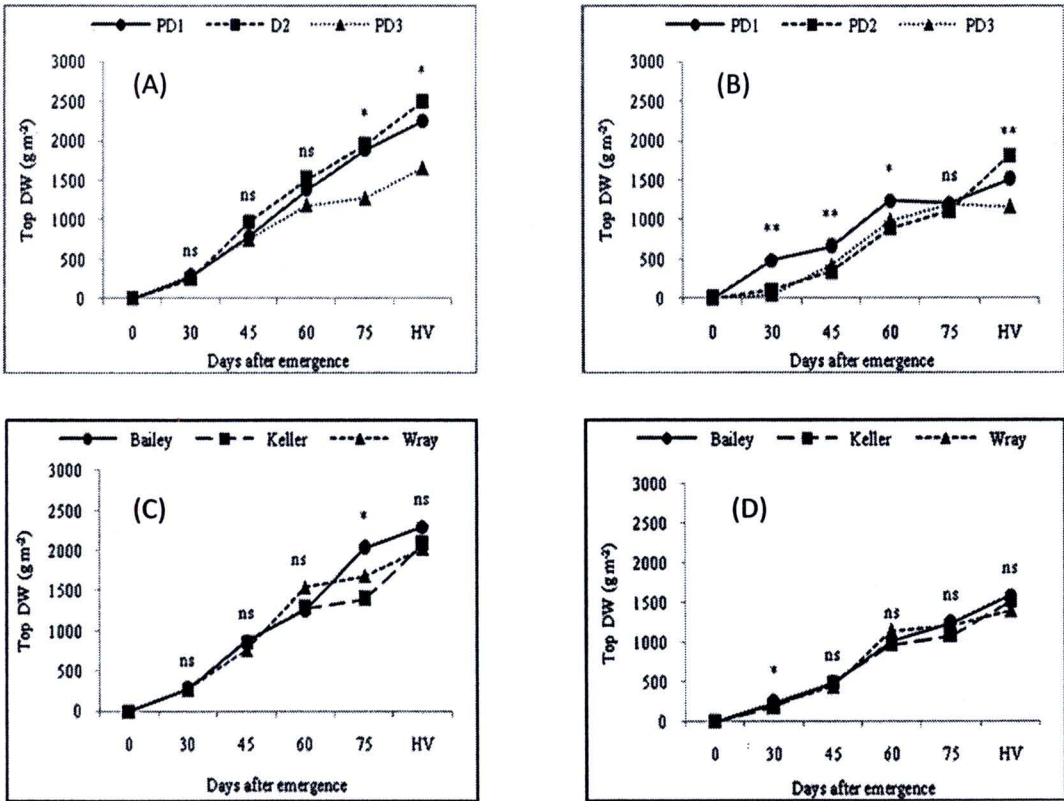 PD1 D2 PD3
(A)
3000
2500
2000
1500
1000
500
0
Top DW (g m⁻²)
ns ns ns * *
0 30 45 60 75 HV
Days after emergence
PD1 PD2 PD3
(B)
3000
2500
2000
1500
1000
500
0
Top DW (g m⁻²)
** ** * ns **
0 30 45 60 75 HV
Days after emergence
Bailey Keller Wray
(C)
3000
2500
2000
1500
1000
500
0
Top DW (g m⁻²)
ns ns ns * ns
0 30 45 60 75 HV
Days after emergence
Bailey Keller Wray
(D)
3000
2500
2000
1500
1000
500
0
Top DW (g m⁻²)
* ns ns ns ns
0 30 45 60 75 HV
Days after emergence